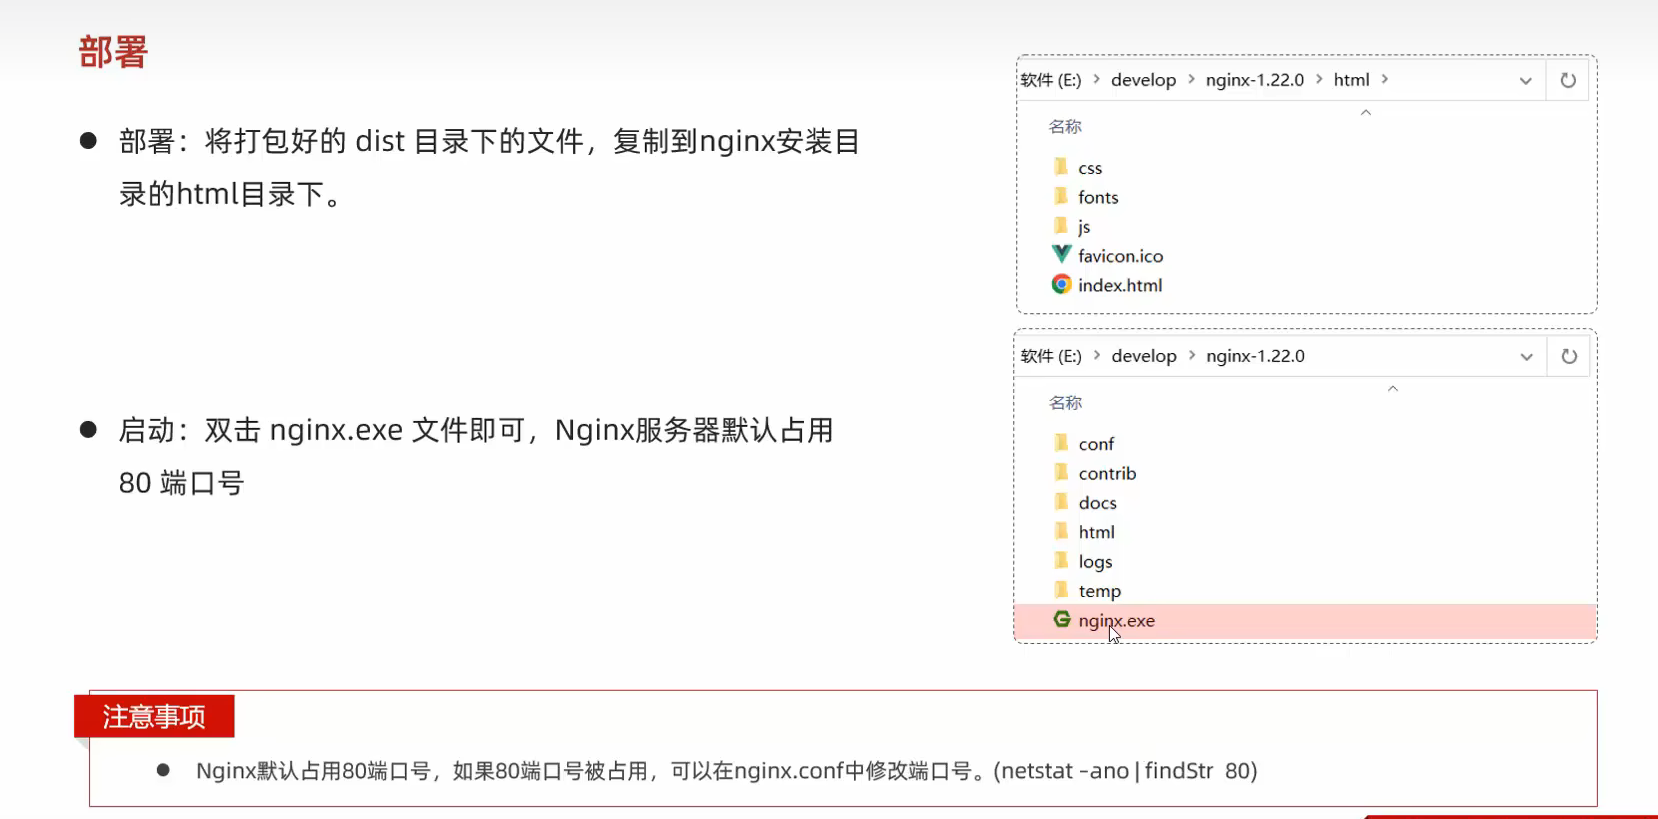 部署
部署：将打包好的 dist 目录下的文件，复制到nginx安装目
录的html目录下。
启动：双击 nginx.exe 文件即可，Nginx服务器默认占用
80 端口号
软件 (E:) > develop > nginx-1.22.0 > html >
名称
css
fonts
js
favicon.ico
index.html
软件 (E:) > develop > nginx-1.22.0
名称
conf
contrib
docs
html
logs
temp
nginx.exe
注意事项
Nginx默认占用80端口号，如果80端口号被占用，可以在nginx.conf中修改端口号。(netstat –ano | findStr 80)